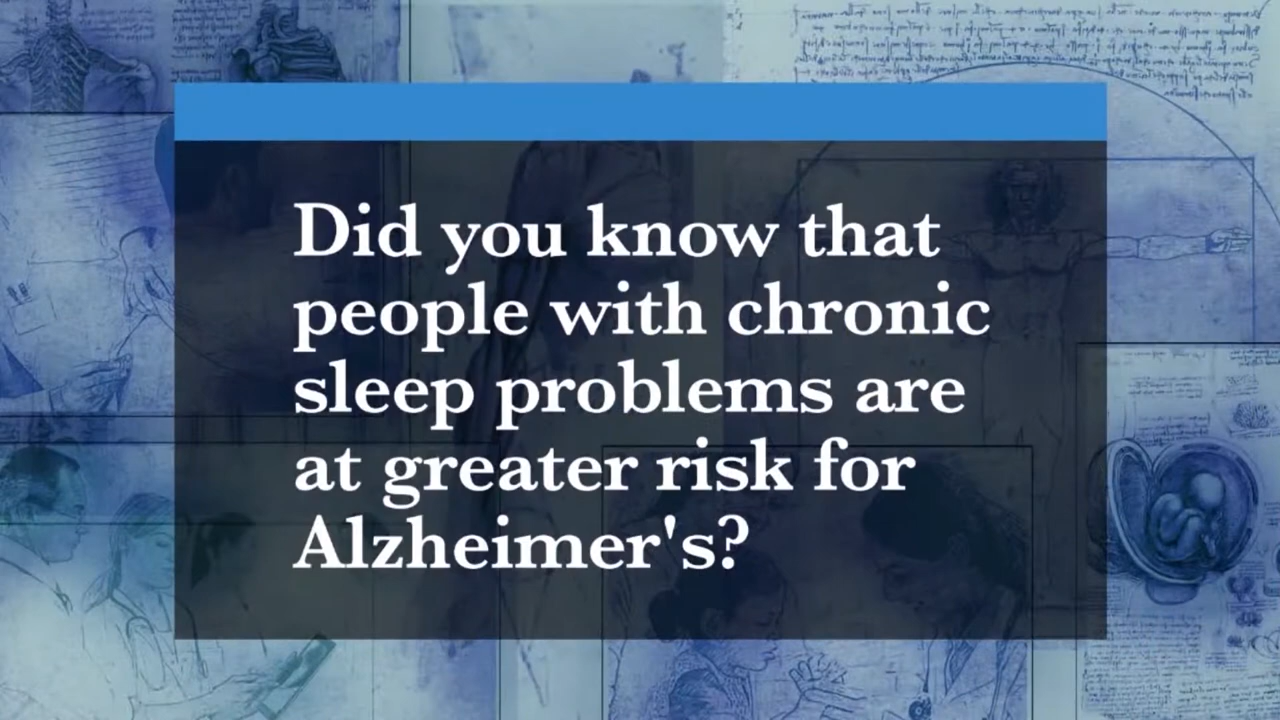 Did you know that
people with chronic
sleep problems are
at greater risk for
Alzheimer's?